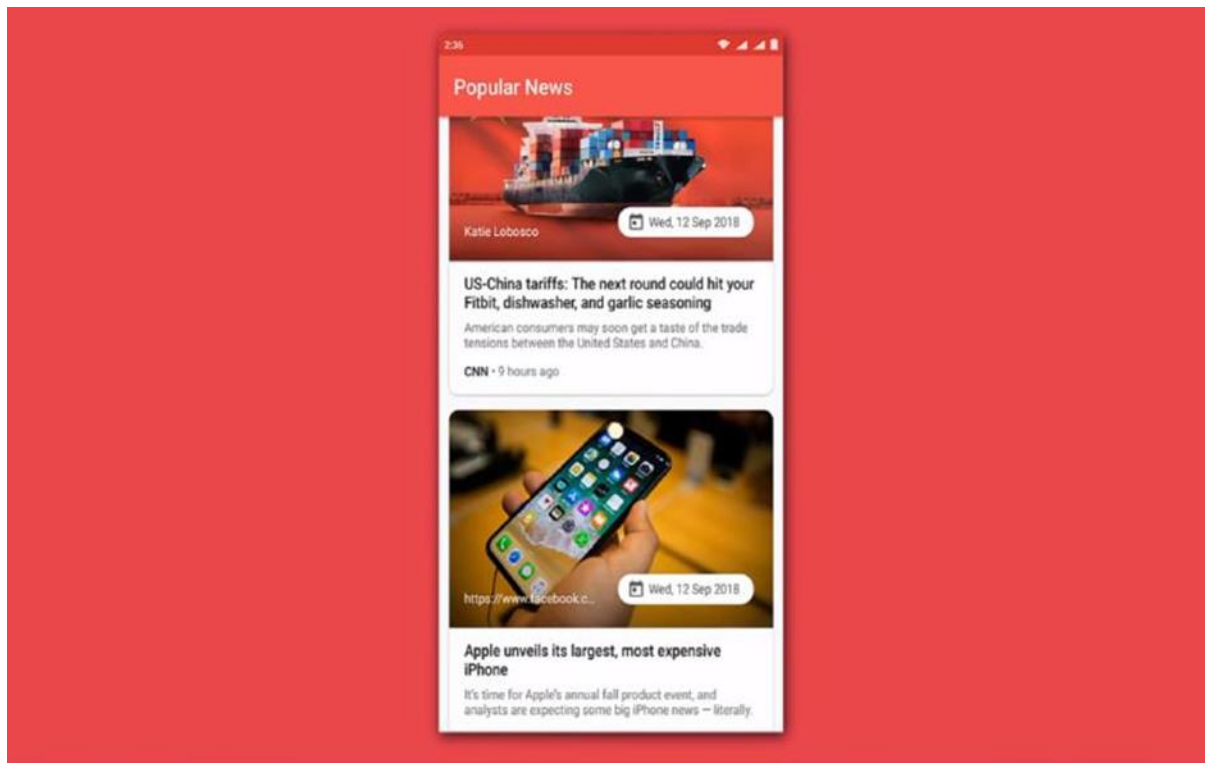 2:36
Popular News
Katie Lobosco
Wed, 12 Sep 2018
US-China tariffs: The next round could hit your
Fitbit, dishwasher, and garlic seasoning
American consumers may soon get a taste of the trade
tensions between the United States and China.
CNN • 9 hours ago
https://www.facebook.c...
Wed, 12 Sep 2018
Apple unveils its largest, most expensive
iPhone
It's time for Apple's annual fall product event, and
analysts are expecting some big iPhone news — literally.